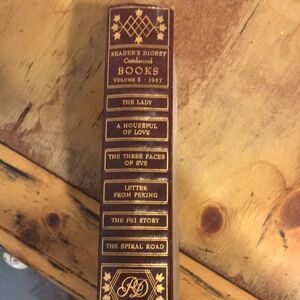 READER'S DIGEST
Condensed
BOOKS
VOLUME 3 · 1957
THE LADY
A HOUSEFUL
OF LOVE
THE THREE FACES
OF EVE
LETTER
FROM PEKING
THE FBI STORY
THE SPIRAL ROAD
RD